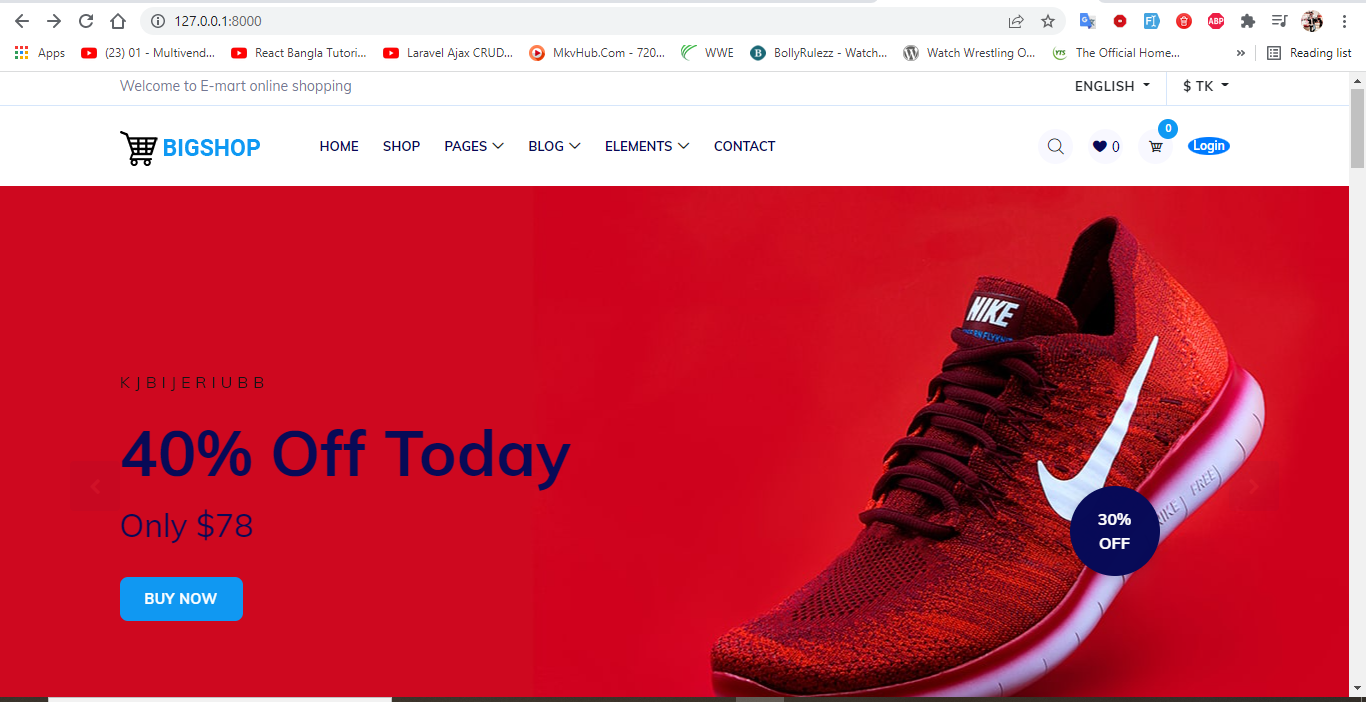 127.0.0.1:8000
Apps (23) 01 - Multivend... React Bangla Tutori... Laravel Ajax CRUD... MkvHub.Com - 720... WWE BollyRulezz - Watch... Watch Wrestling O... The Official Home... » Reading list
Welcome to E-mart online shopping ENGLISH $ TK
BIGSHOP HOME SHOP PAGES BLOG ELEMENTS CONTACT 0 0 Login
NIKE
KJBIJERIUBB
40% Off Today
Only $78
BUY NOW
30%
OFF
NIKE FREE